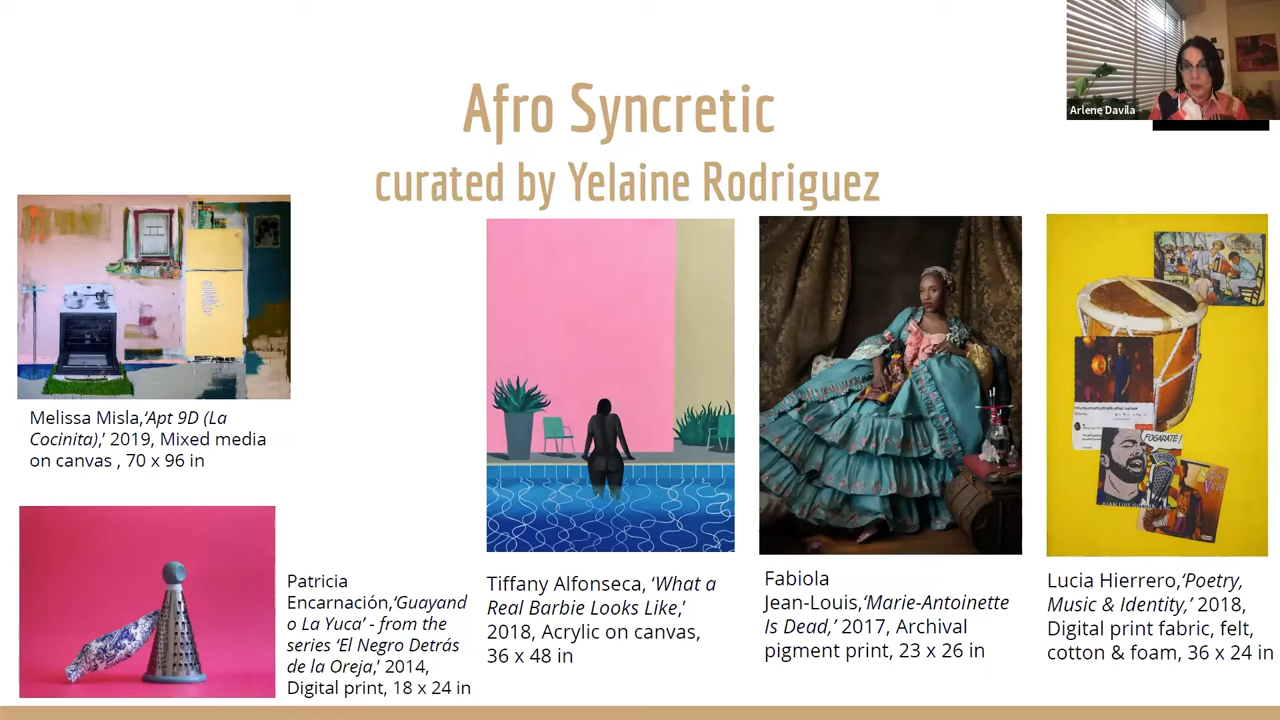 Arlene Davila
Afro Syncretic
curated by Yelaine Rodriguez
Melissa Misla,‘Apt 9D (La
Cocinita),’ 2019, Mixed media
on canvas , 70 x 96 in
Patricia
Encarnación,‘Guayand
o La Yuca’ - from the
series ‘El Negro Detrás
de la Oreja,’ 2014,
Digital print, 18 x 24 in
Tiffany Alfonseca, ‘What a
Real Barbie Looks Like,’
2018, Acrylic on canvas,
36 x 48 in
Fabiola
Jean-Louis,‘Marie-Antoinette
Is Dead,’ 2017, Archival
pigment print, 23 x 26 in
FOGARATÉ!
JUAN LUIS
Lucia Hierrero,‘Poetry,
Music & Identity,’ 2018,
Digital print fabric, felt,
cotton & foam, 36 x 24 in